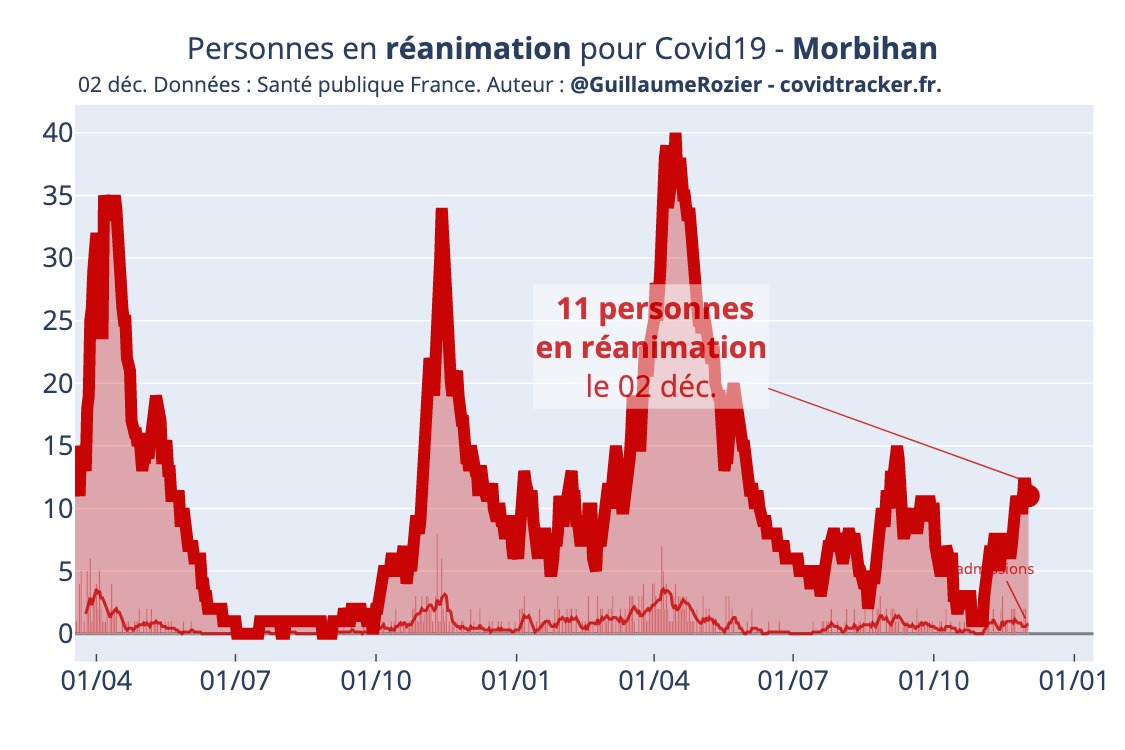 Personnes en réanimation pour Covid19 - Morbihan
02 déc. Données : Santé publique France. Auteur : @GuillaumeRozier - covidtracker.fr.
40
35
30
25
20
15
10
5
0
11 personnes
en réanimation
le 02 déc.
admissions
01/04
01/07
01/10
01/01
01/04
01/07
01/10
01/01